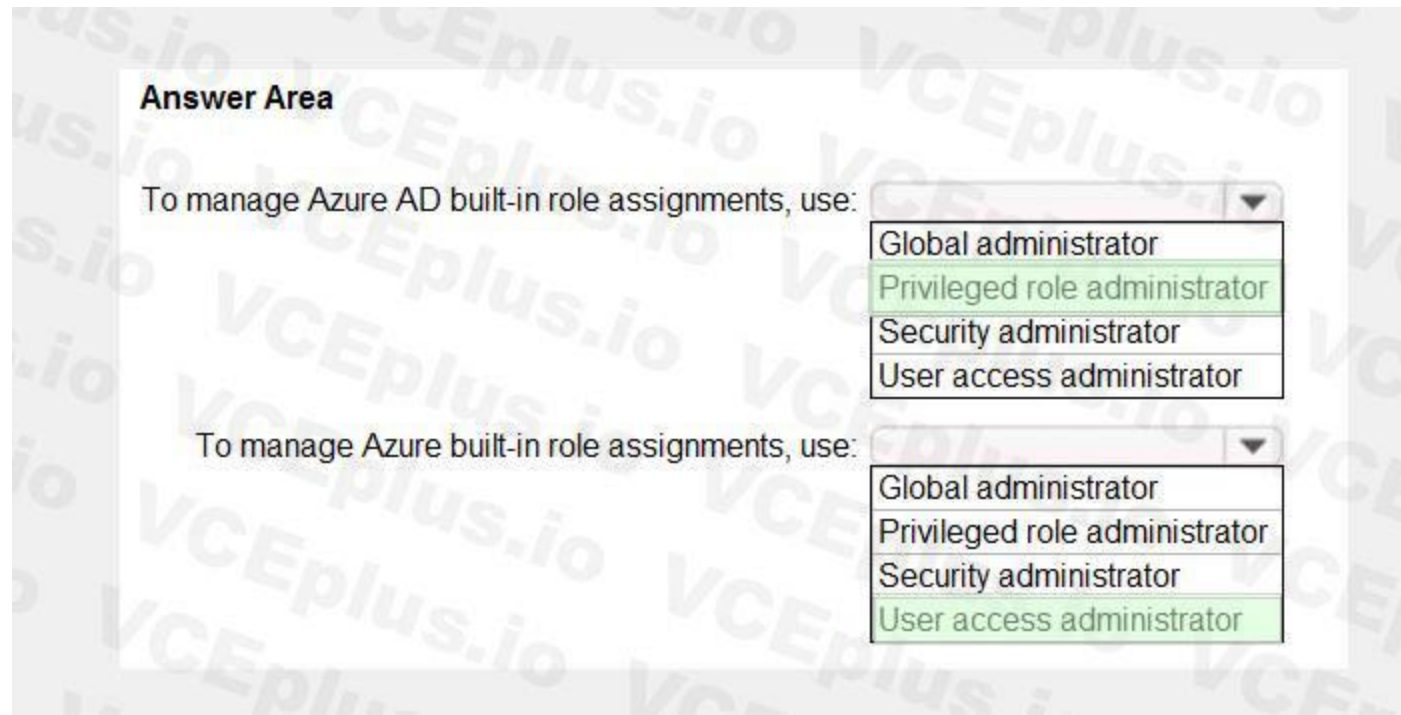 Answer Area
To manage Azure AD built-in role assignments, use:
Global administrator
Privileged role administrator
Security administrator
User access administrator
To manage Azure built-in role assignments, use:
Global administrator
Privileged role administrator
Security administrator
User access administrator
VCEplus.io